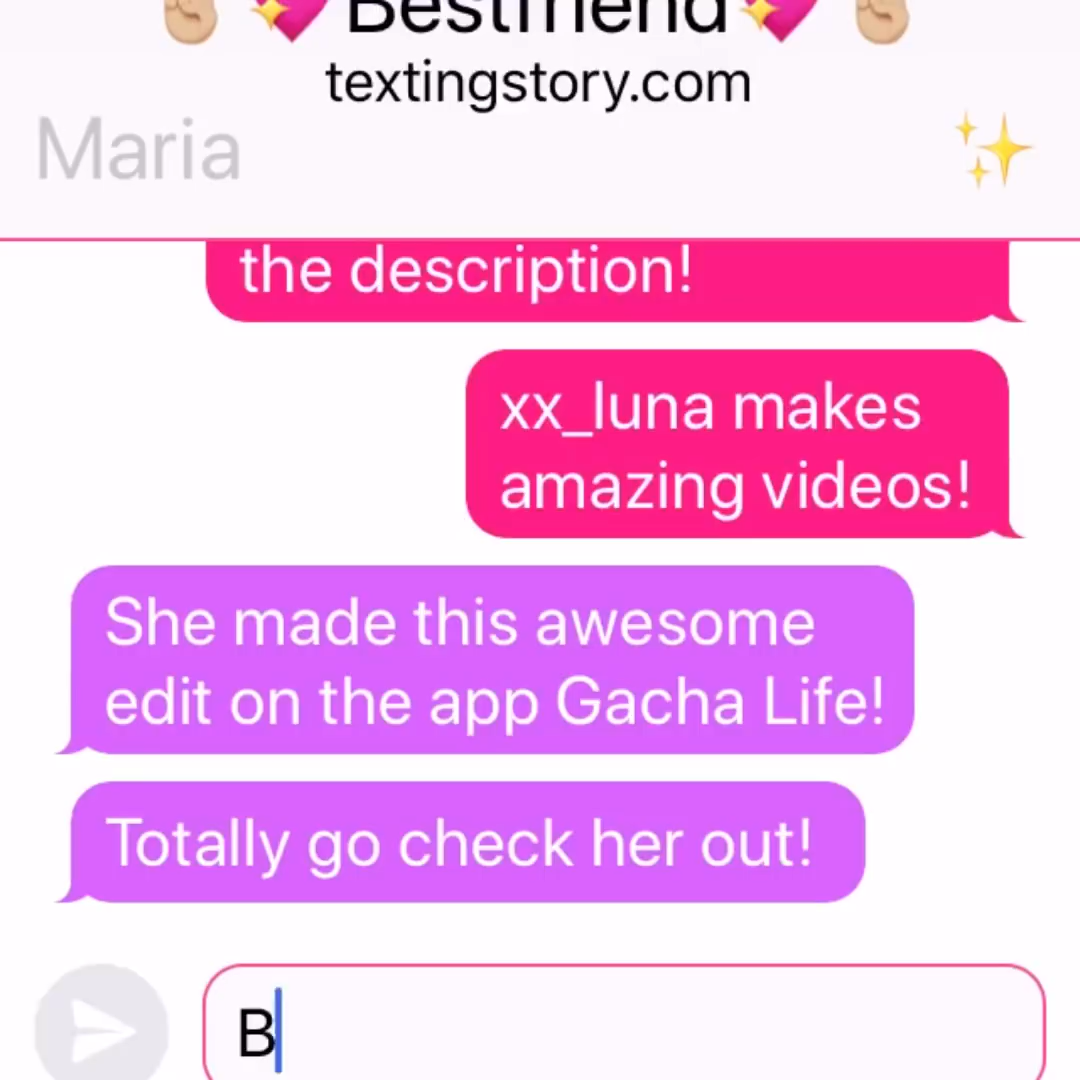 Bestfriend
textingstory.com
Maria
the description!
xx_luna makes
amazing videos!
She made this awesome
edit on the app Gacha Life!
Totally go check her out!
B